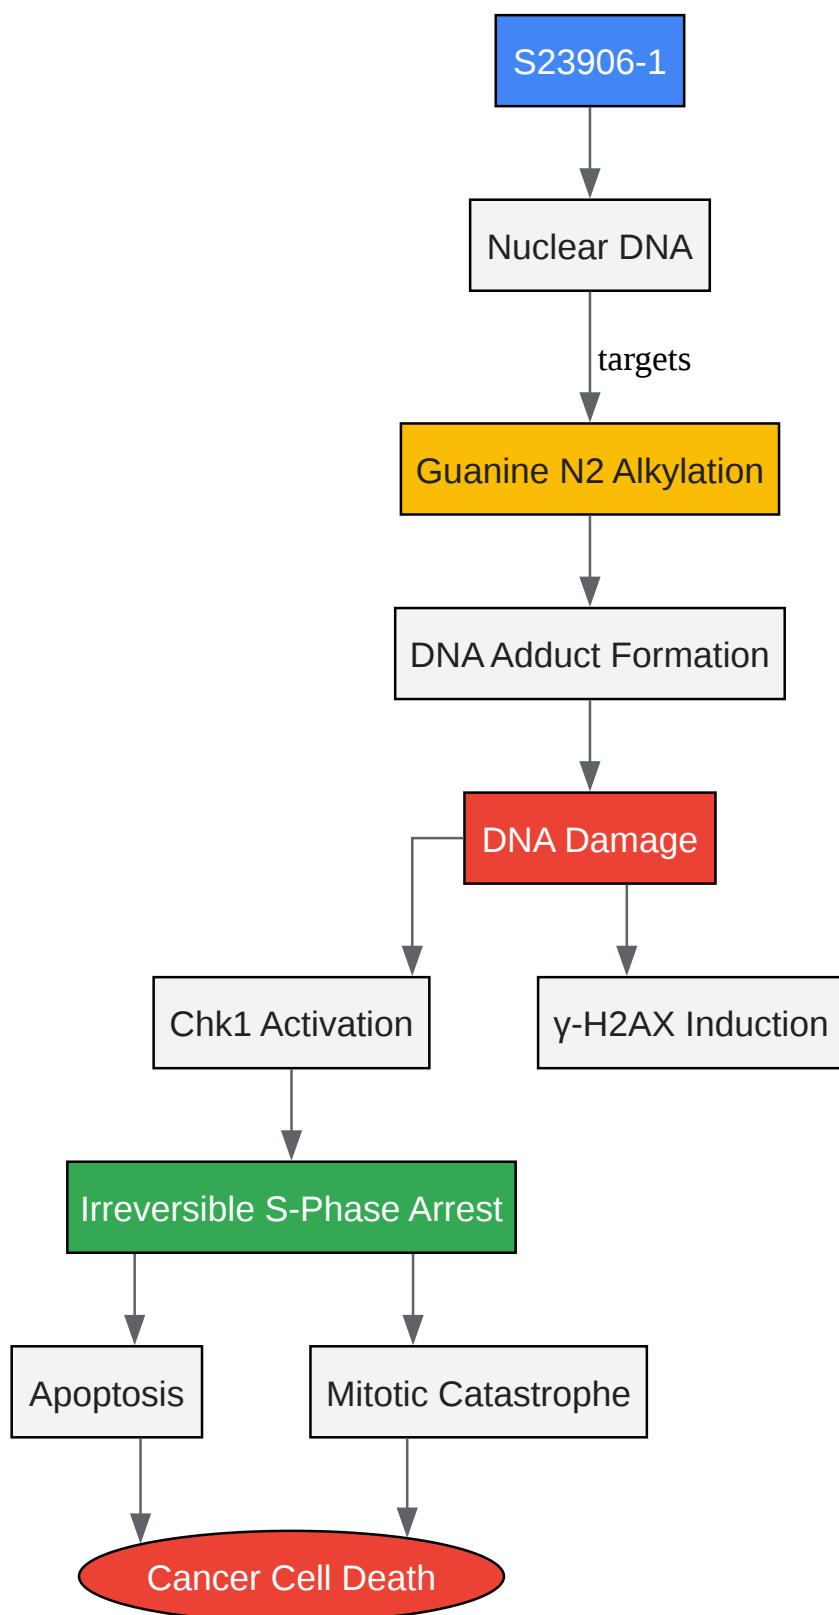 S23906-1
Nuclear DNA
targets
Guanine N2 Alkylation
DNA Adduct Formation
DNA Damage
Chk1 Activation
γ-H2AX Induction
Irreversible S-Phase Arrest
Apoptosis
Mitotic Catastrophe
Cancer Cell Death